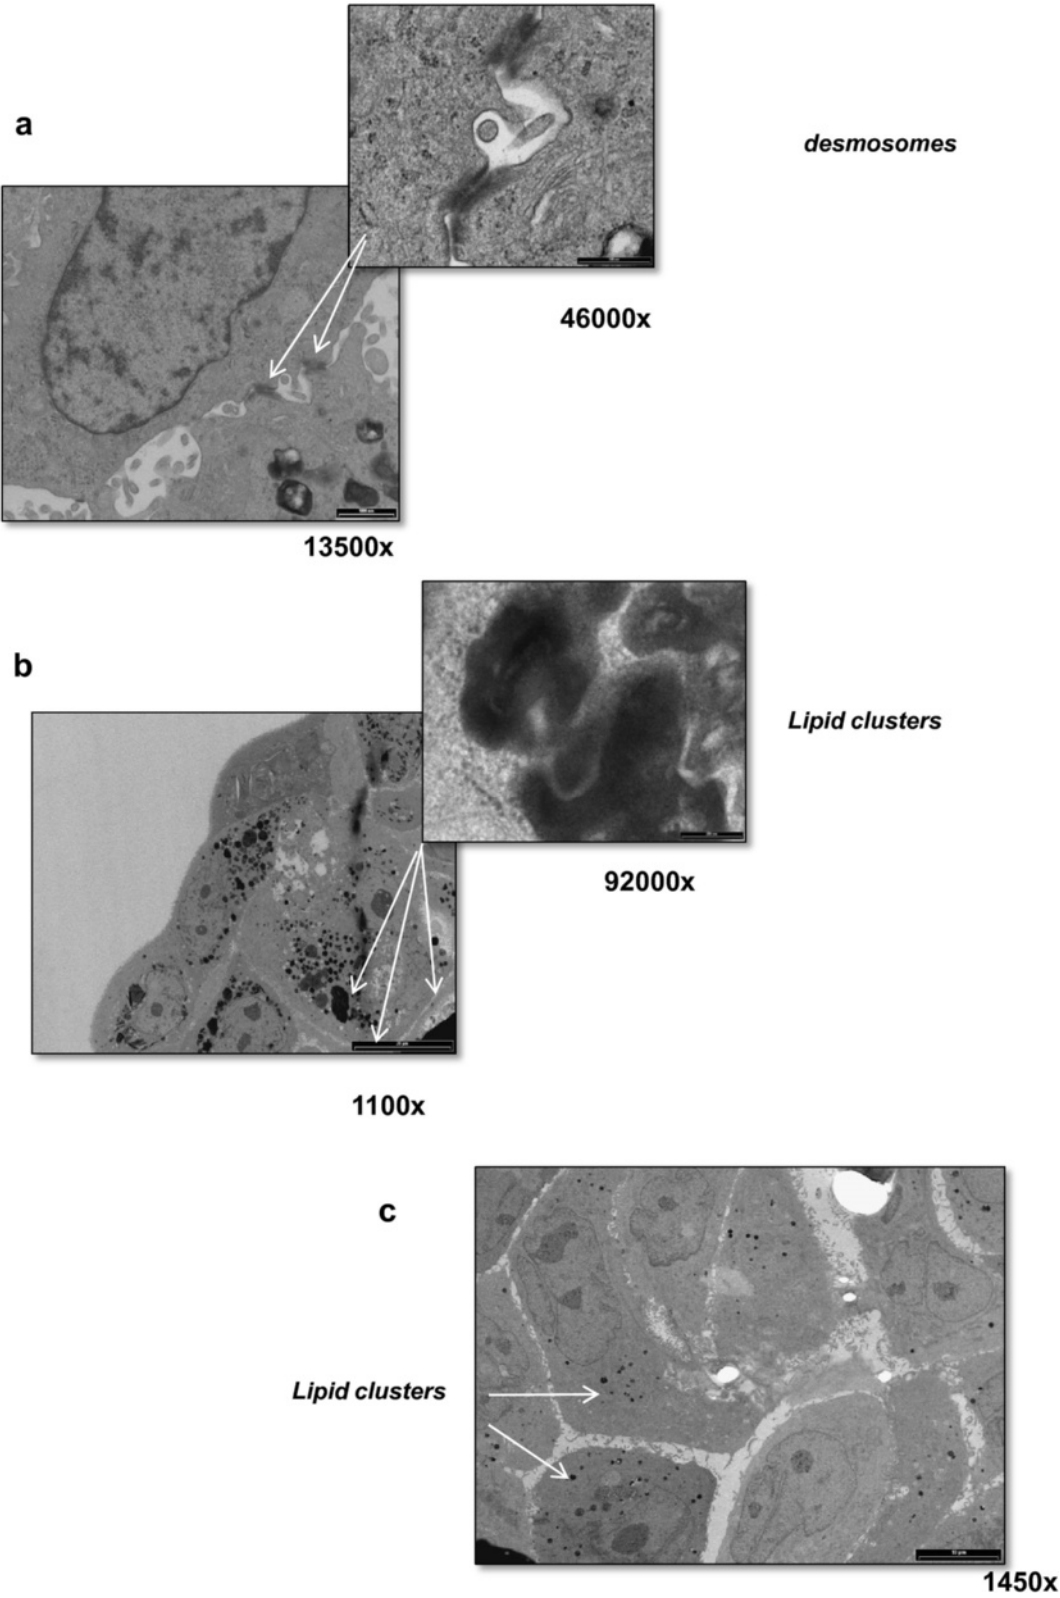 a
desmosomes
46000x
13500x
b
Lipid clusters
92000x
1100x
c
Lipid clusters
1450x